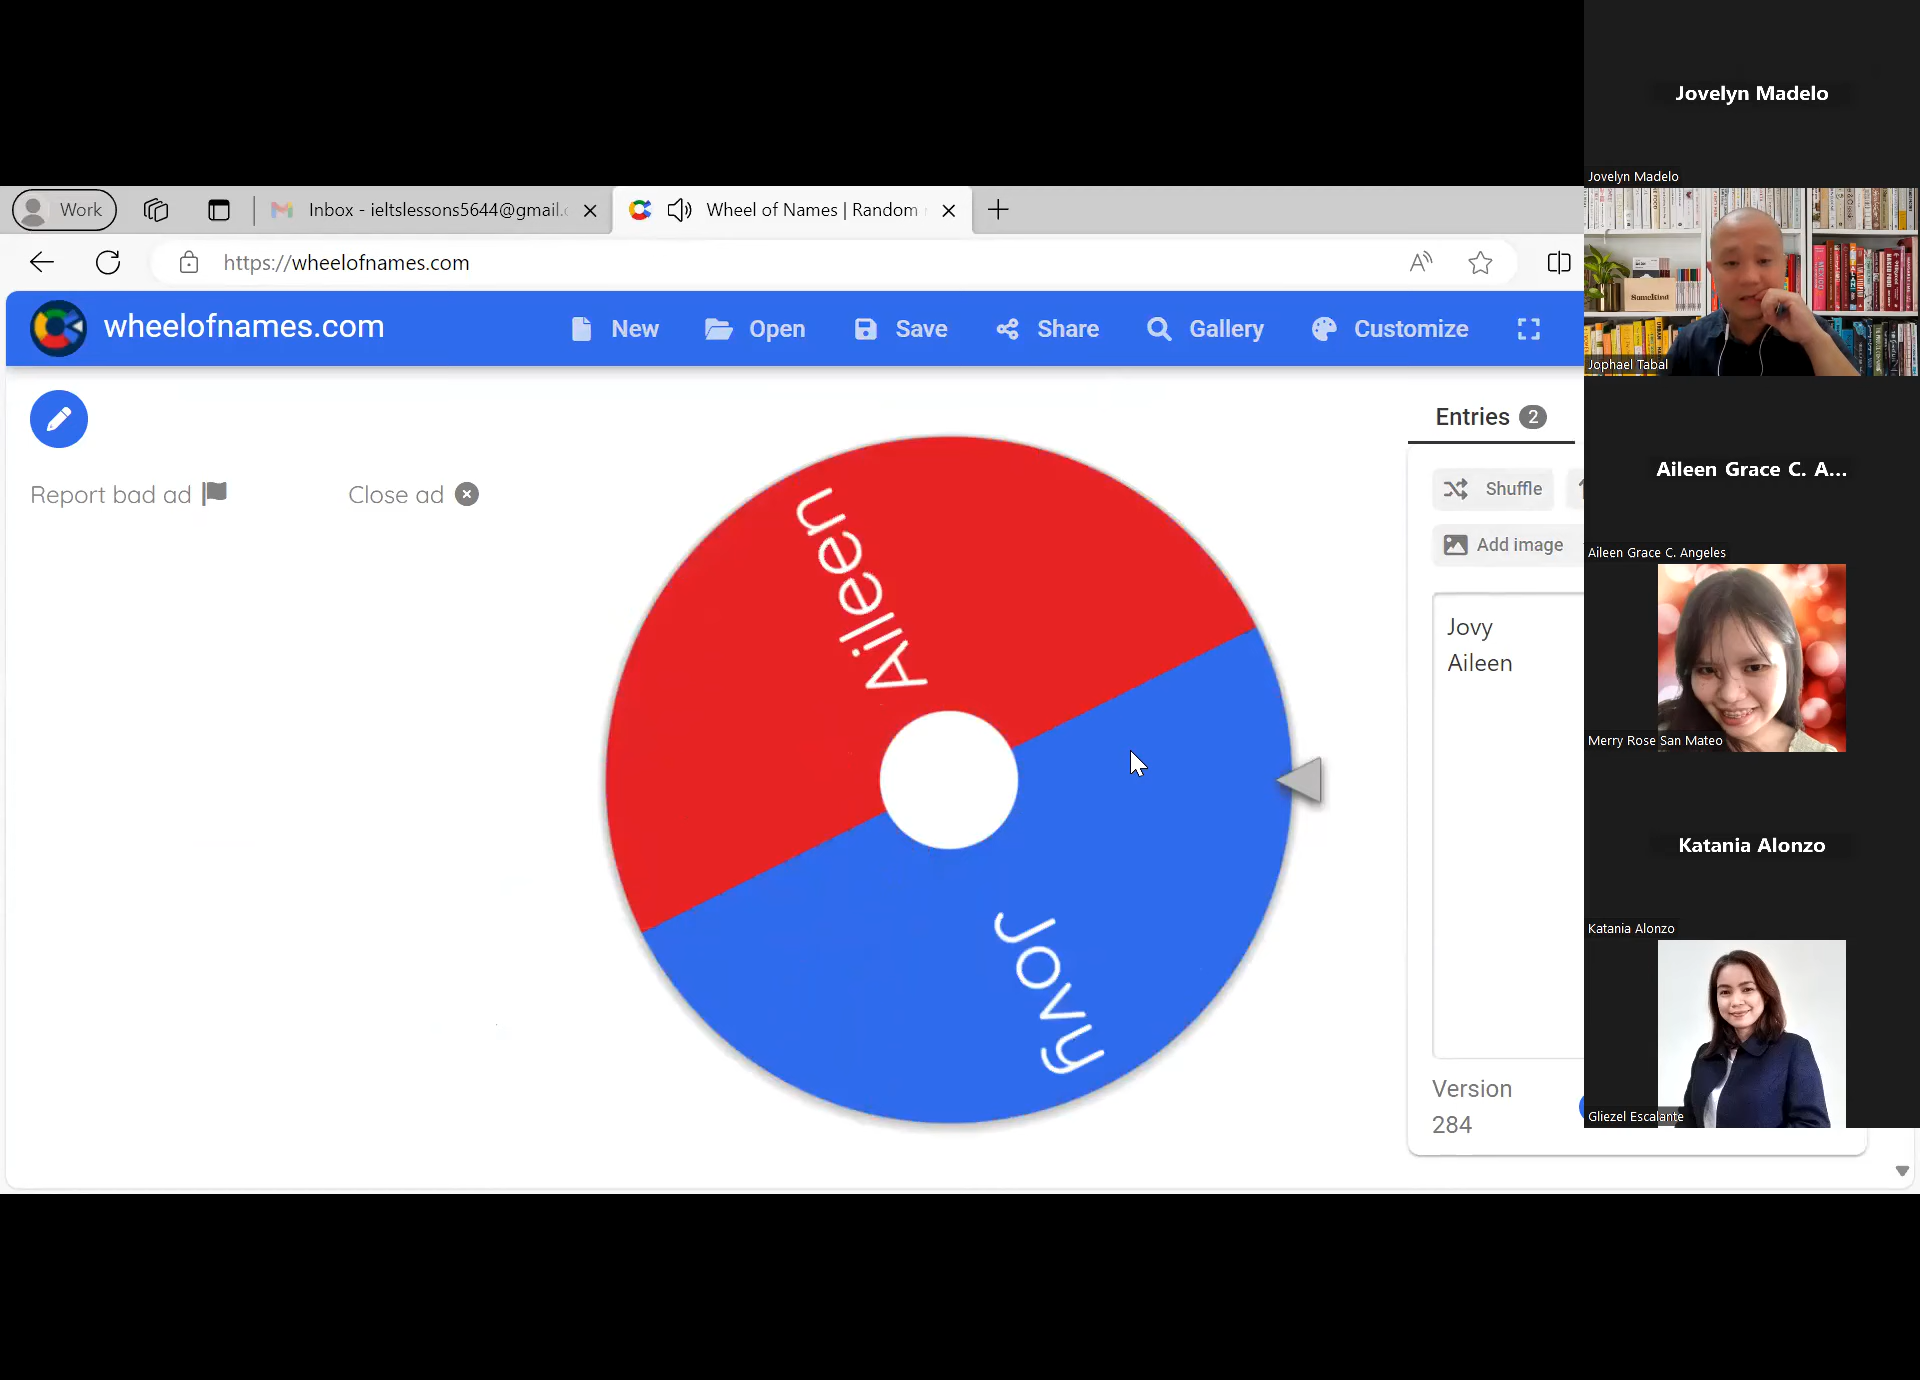 Jovelyn Madelo
Jovelyn Madelo
Work
Inbox - ieltslessons5644@gmail.c
Wheel of Names | Random
https://wheelofnames.com
wheelofnames.com
New
Open
Save
Share
Gallery
Customize
SomeKind
Jophael Tabal
Report bad ad
Close ad
Entries 2
Shuffle
Add image
Jovy
Aileen
Aileen
Jovy
Version
284
Aileen Grace C. A...
Aileen Grace C. Angeles
Merry Rose San Mateo
Katania Alonzo
Katania Alonzo
Gliezel Escalante